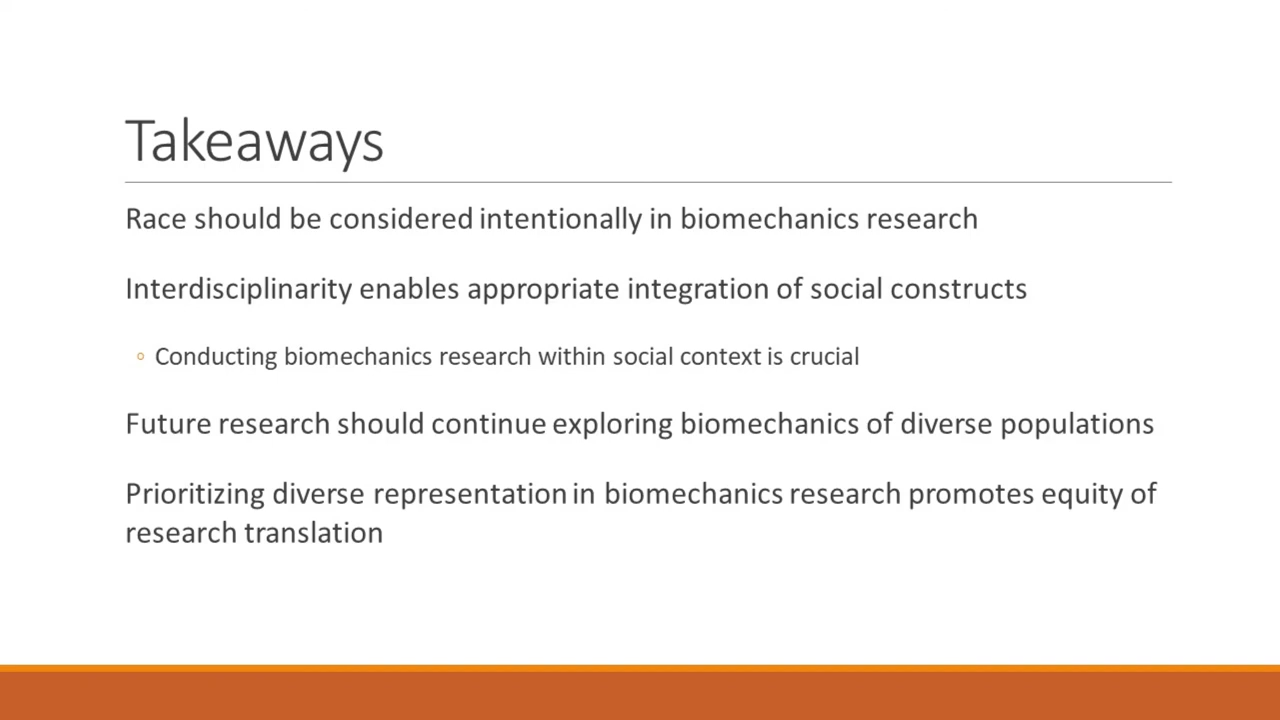 Takeaways
Race should be considered intentionally in biomechanics research
Interdisciplinarity enables appropriate integration of social constructs
◦ Conducting biomechanics research within social context is crucial
Future research should continue exploring biomechanics of diverse populations
Prioritizing diverse representation in biomechanics research promotes equity of
research translation